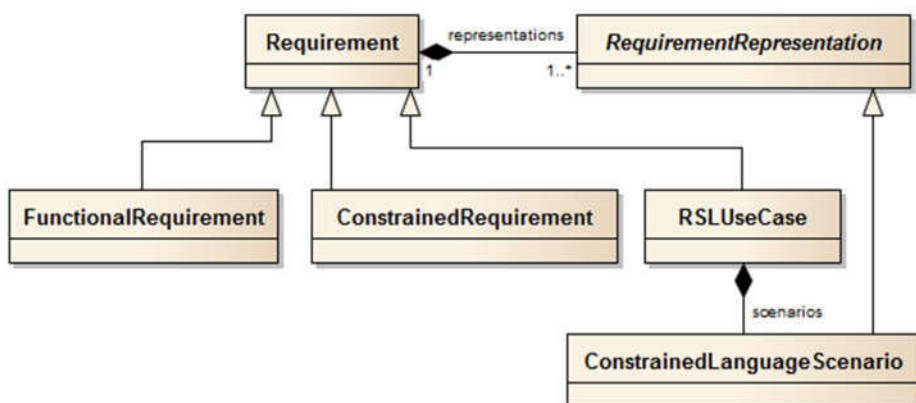 Requirement
representations
RequirementRepresentation
1
1..*
FunctionalRequirement
ConstrainedRequirement
RSLUseCase
scenarios
ConstrainedLanguageScenario